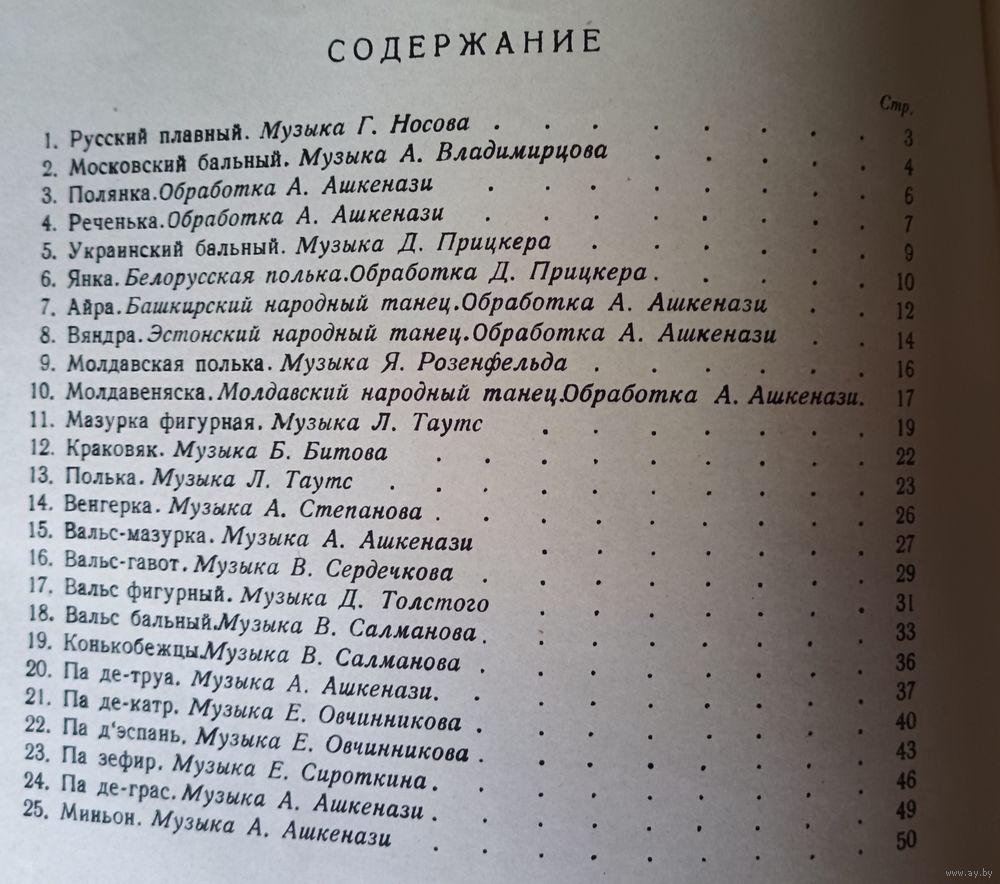 СОДЕРЖАНИЕ
Стр.
1. Русский плавный. Музыка Г. Носова . . . . . . . . 3
2. Московский бальный. Музыка А. Владимирцова . . . . . 4
3. Полянка.Обработка А. Ашкенази . . . . . . . . 6
4. Реченька.Обработка А. Ашкенази . . . . . . . . 7
5. Украинский бальный. Музыка Д. Прицкера . . . . . . 9
6. Янка.Белорусская полька.Обработка Д. Прицкера . . . . . 10
7. Айра.Башкирский народный танец.Обработка А. Ашкенази . . 12
8. Вяндра.Эстонский народный танец.Обработка А. Ашкенази . . 14
9. Молдавская полька. Музыка Я. Розенфельда . . . . . . 16
10. Молдавеняска.Молдавский народный танец.Обработка А. Ашкенази. 17
11. Мазурка фигурная. Музыка Л. Таутс . . . . . . . 19
12. Краковяк. Музыка Б. Битова . . . . . . . . . 22
13. Полька. Музыка Л. Таутс . . . . . . . . . 23
14. Венгерка. Музыка А. Степанова . . . . . . . . . 26
15. Вальс-мазурка. Музыка А. Ашкенази . . . . . . . 27
16. Вальс-гавот. Музыка В. Сердечкова . . . . . . . . 29
17. Вальс фигурный. Музыка Д. Толстого . . . . . . . 31
18. Вальс бальный.Музыка В. Салманова . . . . . . . . 33
19. Конькобежцы.Музыка В. Салманова . . . . . . . . 36
20. Па де-труа. Музыка А. Ашкенази. . . . . . . . . 37
21. Па де-катр. Музыка Е. Овчинникова . . . . . . . . 40
22. Па д'эспань. Музыка Е. Овчинникова . . . . . . . . 43
23. Па зефир. Музыка Е. Сироткина . . . . . . . . . 46
24. Па де-грас. Музыка А. Ашкенази . . . . . . . . . 49
25. Миньон. Музыка А. Ашкенази . . . . . . . . . 50
www.ay.by